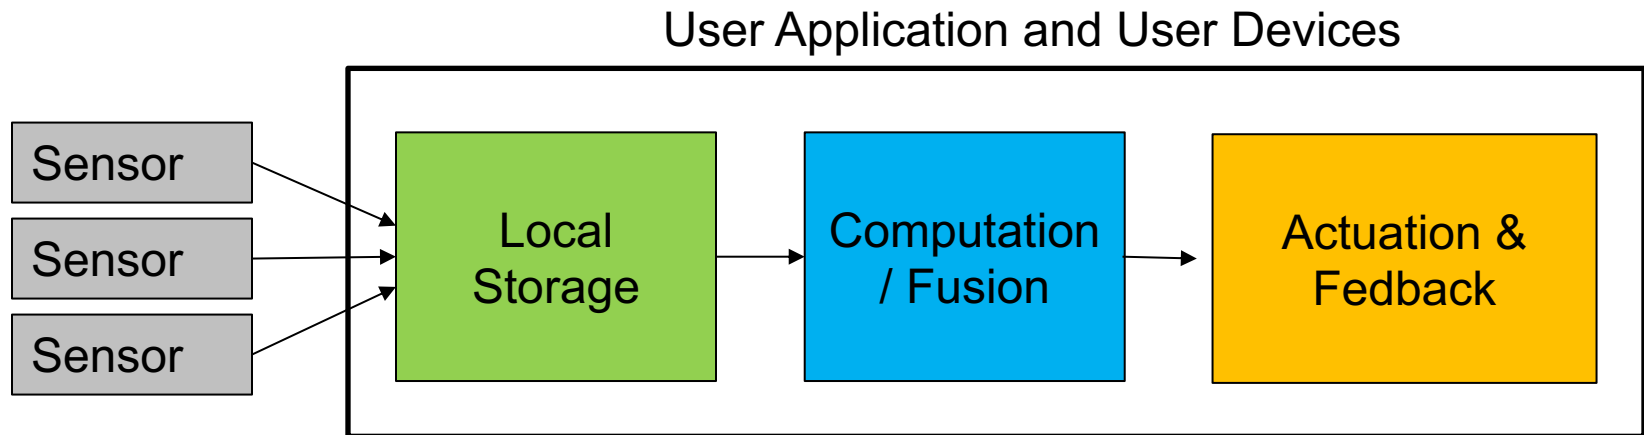 User Application and User Devices
Sensor
Sensor
Sensor
Local
Storage
Computation
/ Fusion
Actuation &
Fedback